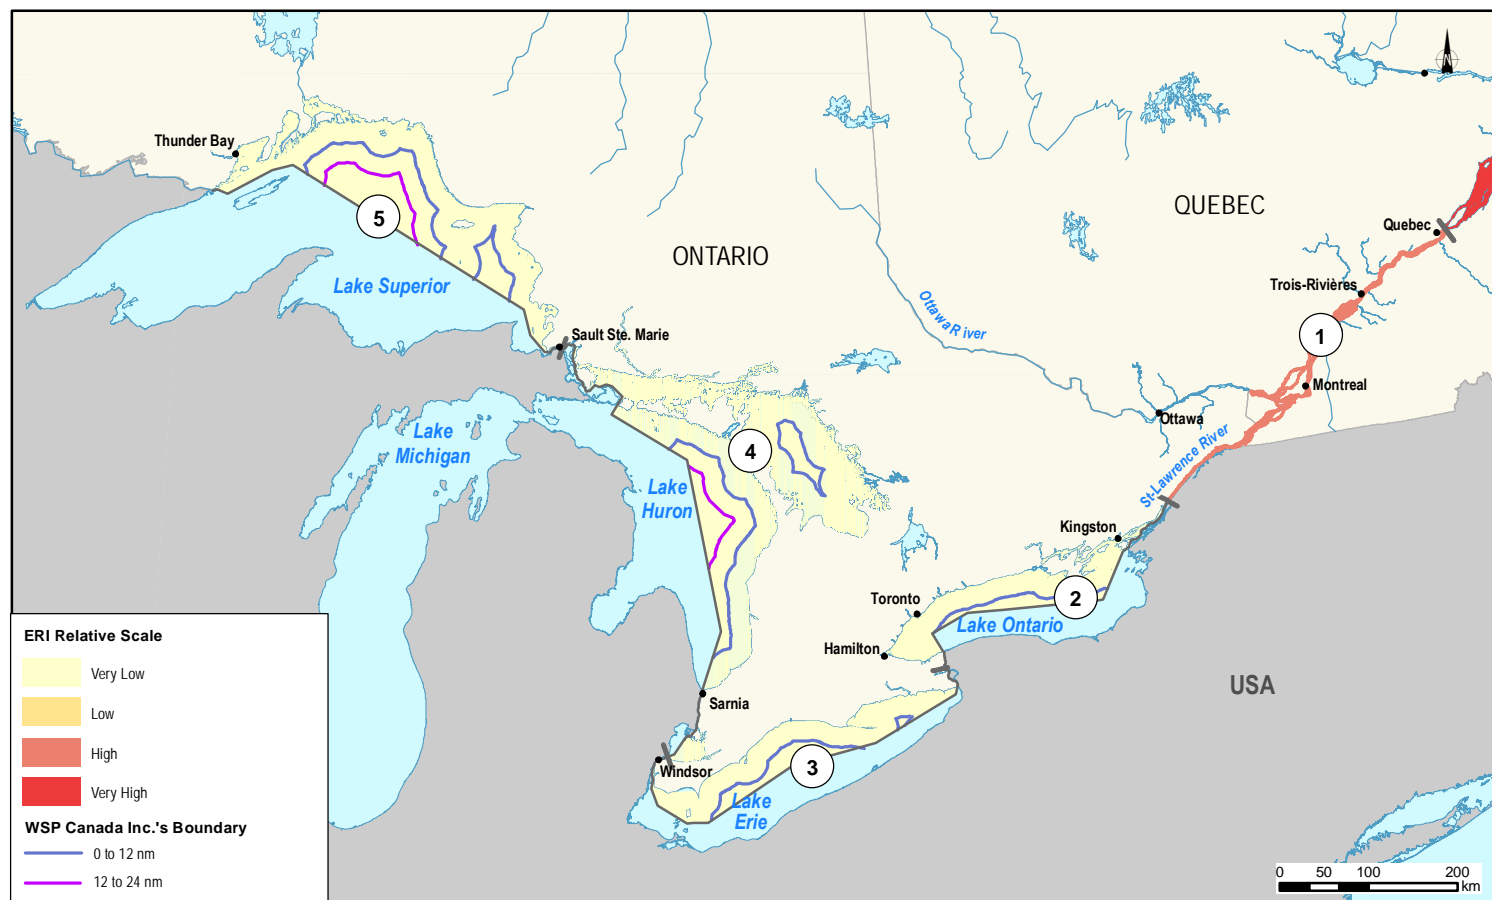 Thunder Bay
QUEBEC
5
Quebec
ONTARIO
Lake Superior
Trois-Rivières
Ottawa River
Sault Ste. Marie
1
Montreal
Ottawa
Lake
Michigan
4
St-Lawrence River
Lake
Huron
Kingston
Toronto
2
Lake Ontario
Hamilton
USA
Sarnia
Windsor
3
Lake
Erie
ERI Relative Scale
Very Low
Low
High
Very High
WSP Canada Inc.'s Boundary
0 to 12 nm
12 to 24 nm
0 50 100 200
km